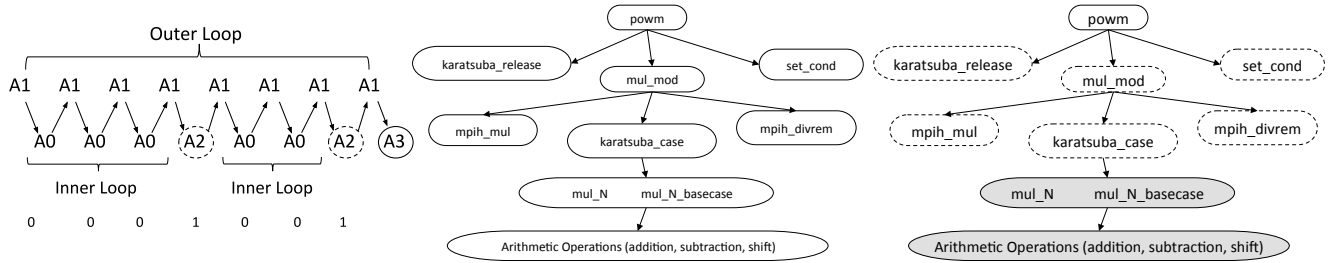 Outer Loop
A1 A1 A1 A1 A1 A1 A1 A1
A0 A0 A0 A2 A0 A0 A2 A3
Inner Loop Inner Loop
0 0 0 1 0 0 1
powm
karatsuba_release
set_cond
mul_mod
mpih_mul
mpih_divrem
karatsuba_case
mul_N mul_N_basecase
Arithmetic Operations (addition, subtraction, shift)
powm
karatsuba_release
set_cond
mul_mod
mpih_mul
mpih_divrem
karatsuba_case
mul_N mul_N_basecase
Arithmetic Operations (addition, subtraction, shift)